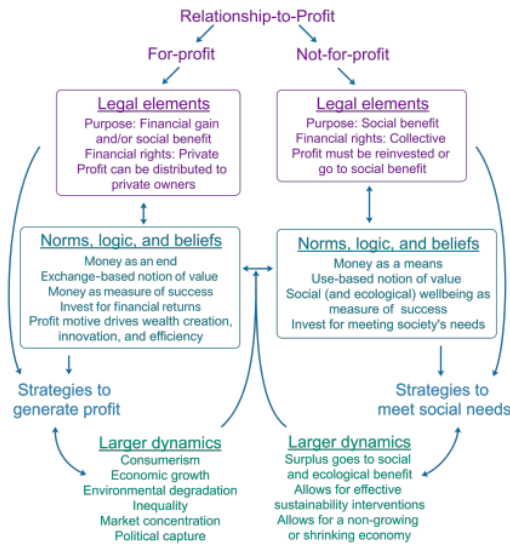 Relationship-to-Profit
For-profit
Not-for-profit
Legal elements
Purpose: Financial gain
and/or social benefit
Financial rights: Private
Profit can be distributed to
private owners
Legal elements
Purpose: Social benefit
Financial rights: Collective
Profit must be reinvested or
go to social benefit
Norms, logic, and beliefs
Money as an end
Exchange-based notion of value
Money as measure of success
Invest for financial returns
Profit motive drives wealth creation,
innovation, and efficiency
Norms, logic, and beliefs
Money as a means
Use-based notion of value
Social (and ecological) wellbeing as
measure of success
Invest for meeting society's needs
Strategies to
generate profit
Strategies to
meet social needs
Larger dynamics
Consumerism
Economic growth
Environmental degradation
Inequality
Market concentration
Political capture
Larger dynamics
Surplus goes to social
and ecological benefit
Allows for effective
sustainability interventions
Allows for a non-growing
or shrinking economy